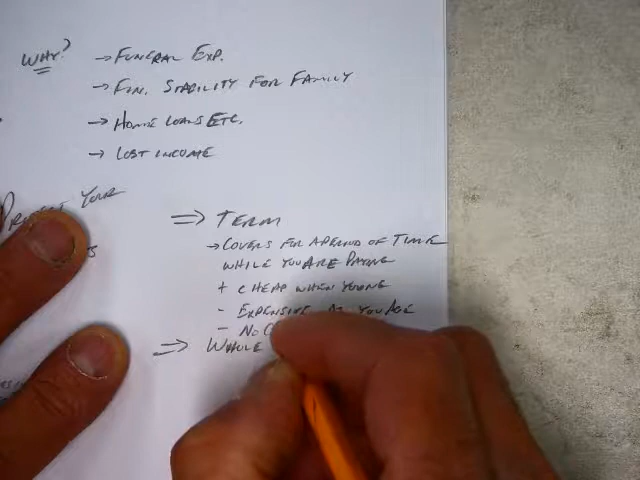 WHY?
→ FUNERAL EXP.
→ FIN. STABILITY FOR FAMILY
→ HOME LOANS ETC.
→ LOST INCOME
YOUR
⇒ TERM
→ COVERS FOR A PERIOD OF TIME
WHILE YOU ARE PAYING
+ CHEAP WHEN YOUNG
- EXPENSIVE AS YOU AGE
- NO
⇒ WHOLE